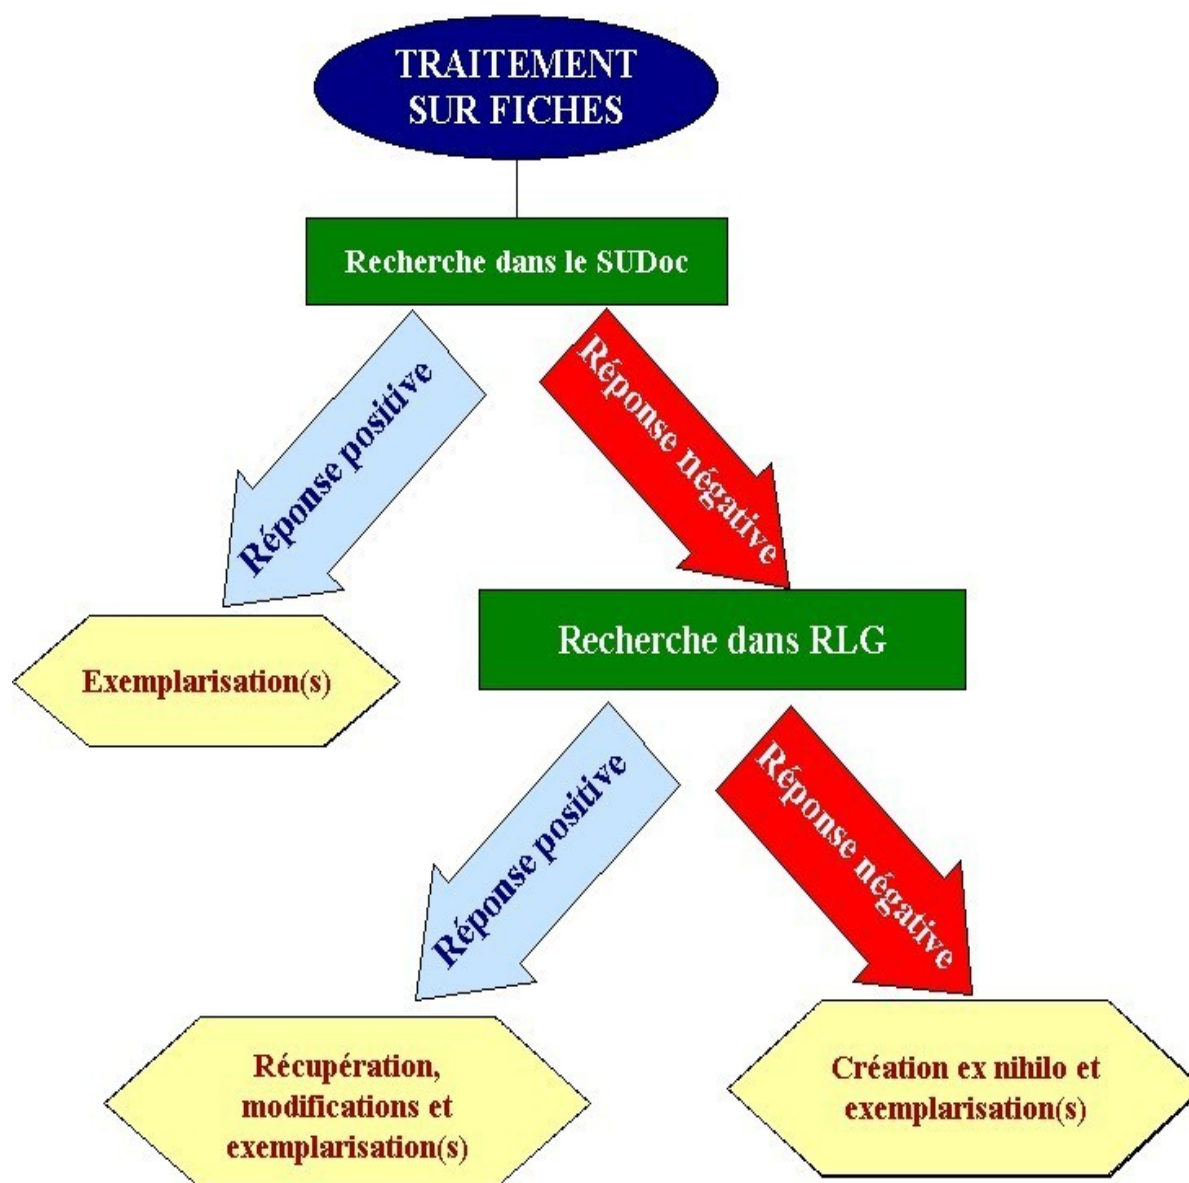 TRAITEMENT
SUR FICHES
Recherche dans le SUDoc
Réponse positive
Réponse négative
Exemplarisation(s)
Recherche dans RLG
Réponse positive
Réponse négative
Récupération,
modifications et
exemplarisation(s)
Création ex nihilo et
exemplarisation(s)